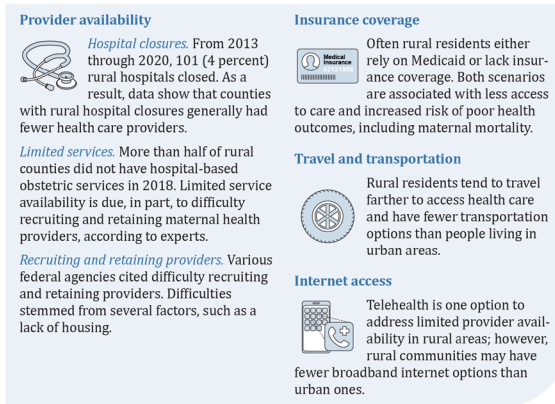 Provider availability
Hospital closures. From 2013
through 2020, 101 (4 percent)
rural hospitals closed. As a
result, data show that counties
with rural hospital closures generally had
fewer health care providers.
Limited services. More than half of rural
counties did not have hospital-based
obstetric services in 2018. Limited service
availability is due, in part, to difficulty
recruiting and retaining maternal health
providers, according to experts.
Recruiting and retaining providers. Various
federal agencies cited difficulty recruiting
and retaining providers. Difficulties
stemmed from several factors, such as a
lack of housing.
Insurance coverage
Medical
Insurance
Often rural residents either
rely on Medicaid or lack insur-
ance coverage. Both scenarios
are associated with less access
to care and increased risk of poor health
outcomes, including maternal mortality.
Travel and transportation
Rural residents tend to travel
farther to access health care
and have fewer transportation
options than people living in
urban areas.
Internet access
Telehealth is one option to
address limited provider avail-
ability in rural areas; however,
rural communities may have
fewer broadband internet options than
urban ones.